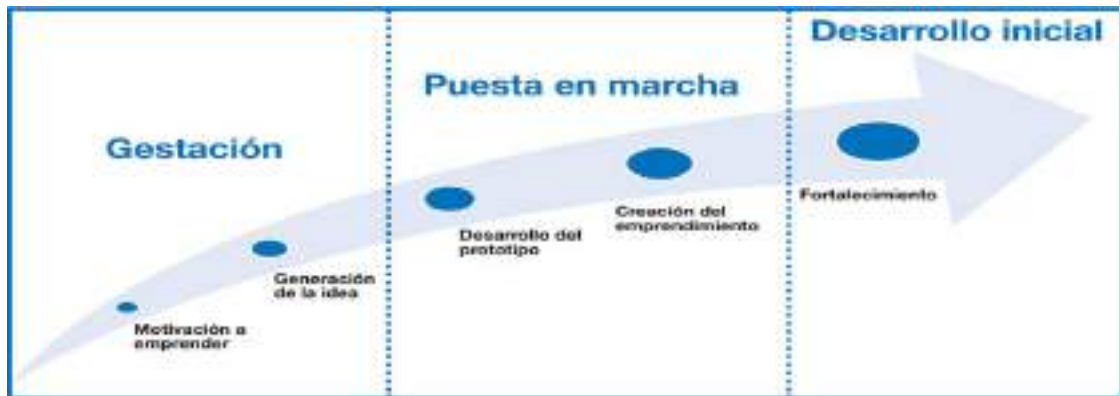 Desarrollo inicial
Puesta en marcha
Gestación
Fortalecimiento
Creación del
emprendimiento
Desarrollo del
prototipo
Generación
de la idea
Motivación a
emprender